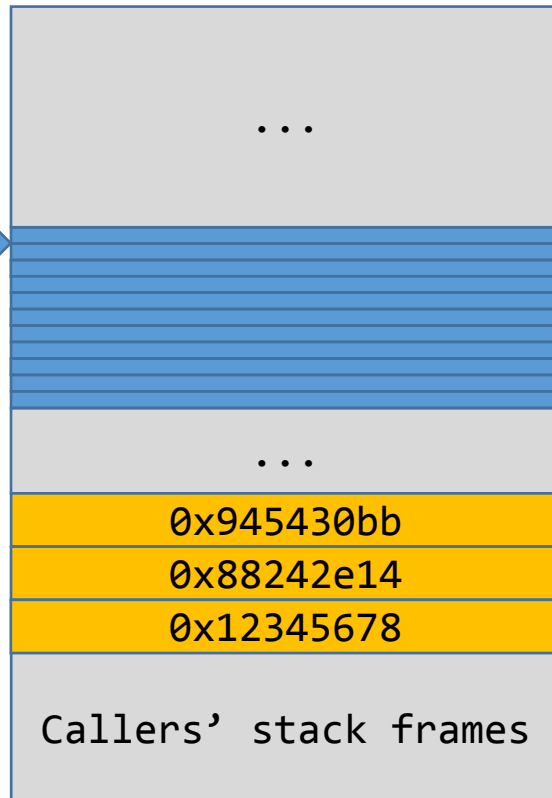 ...
...
0x945430bb
0x88242e14
0x12345678
Callers’ stack frames